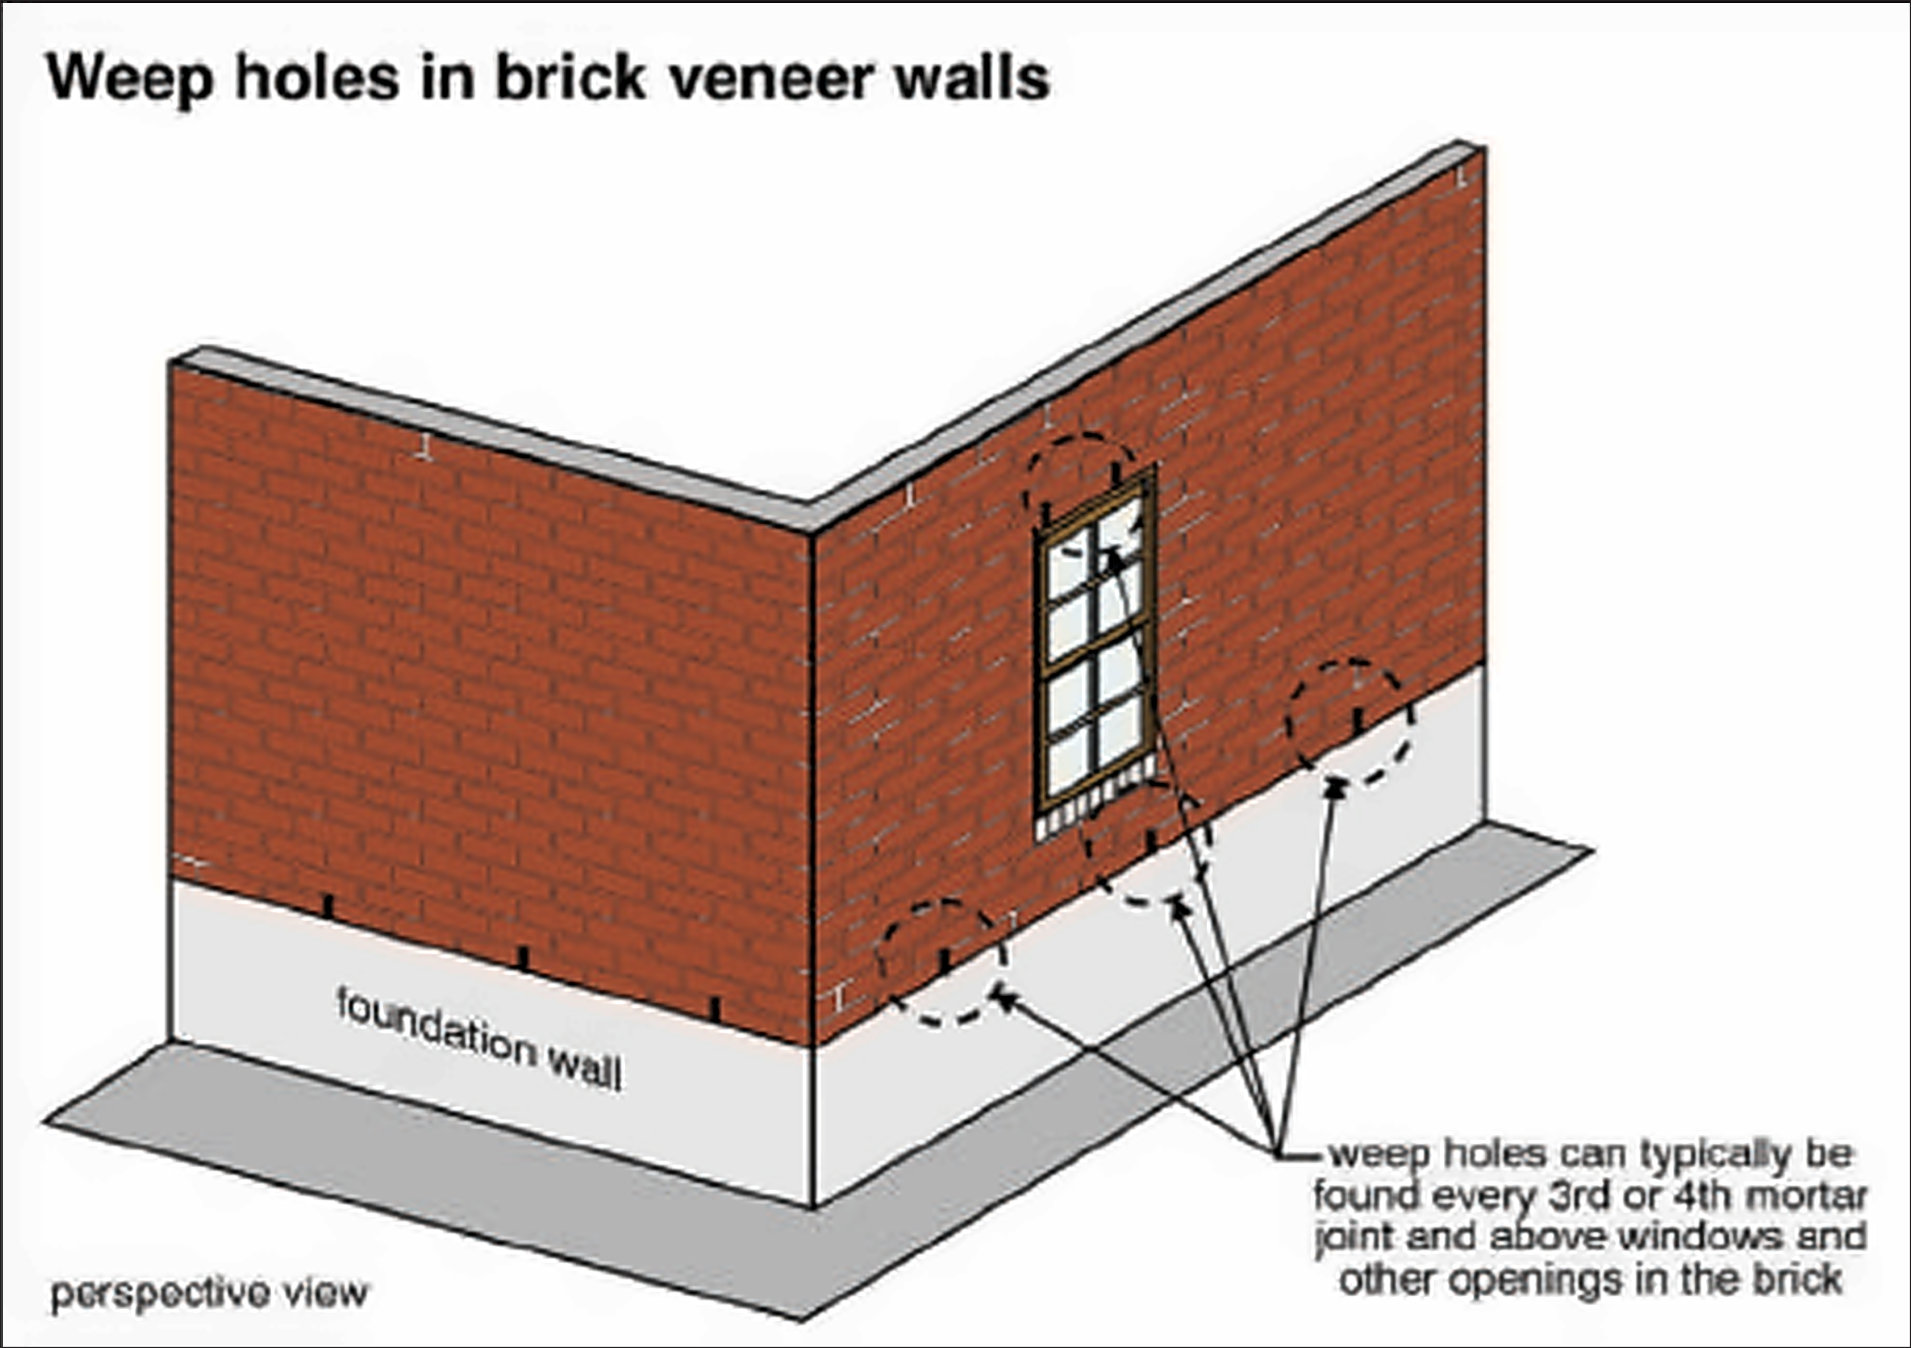 Weep holes in brick veneer walls
foundation wall
weep holes can typically be
found every 3rd or 4th mortar
joint and above windows and
other openings in the brick
perspective view